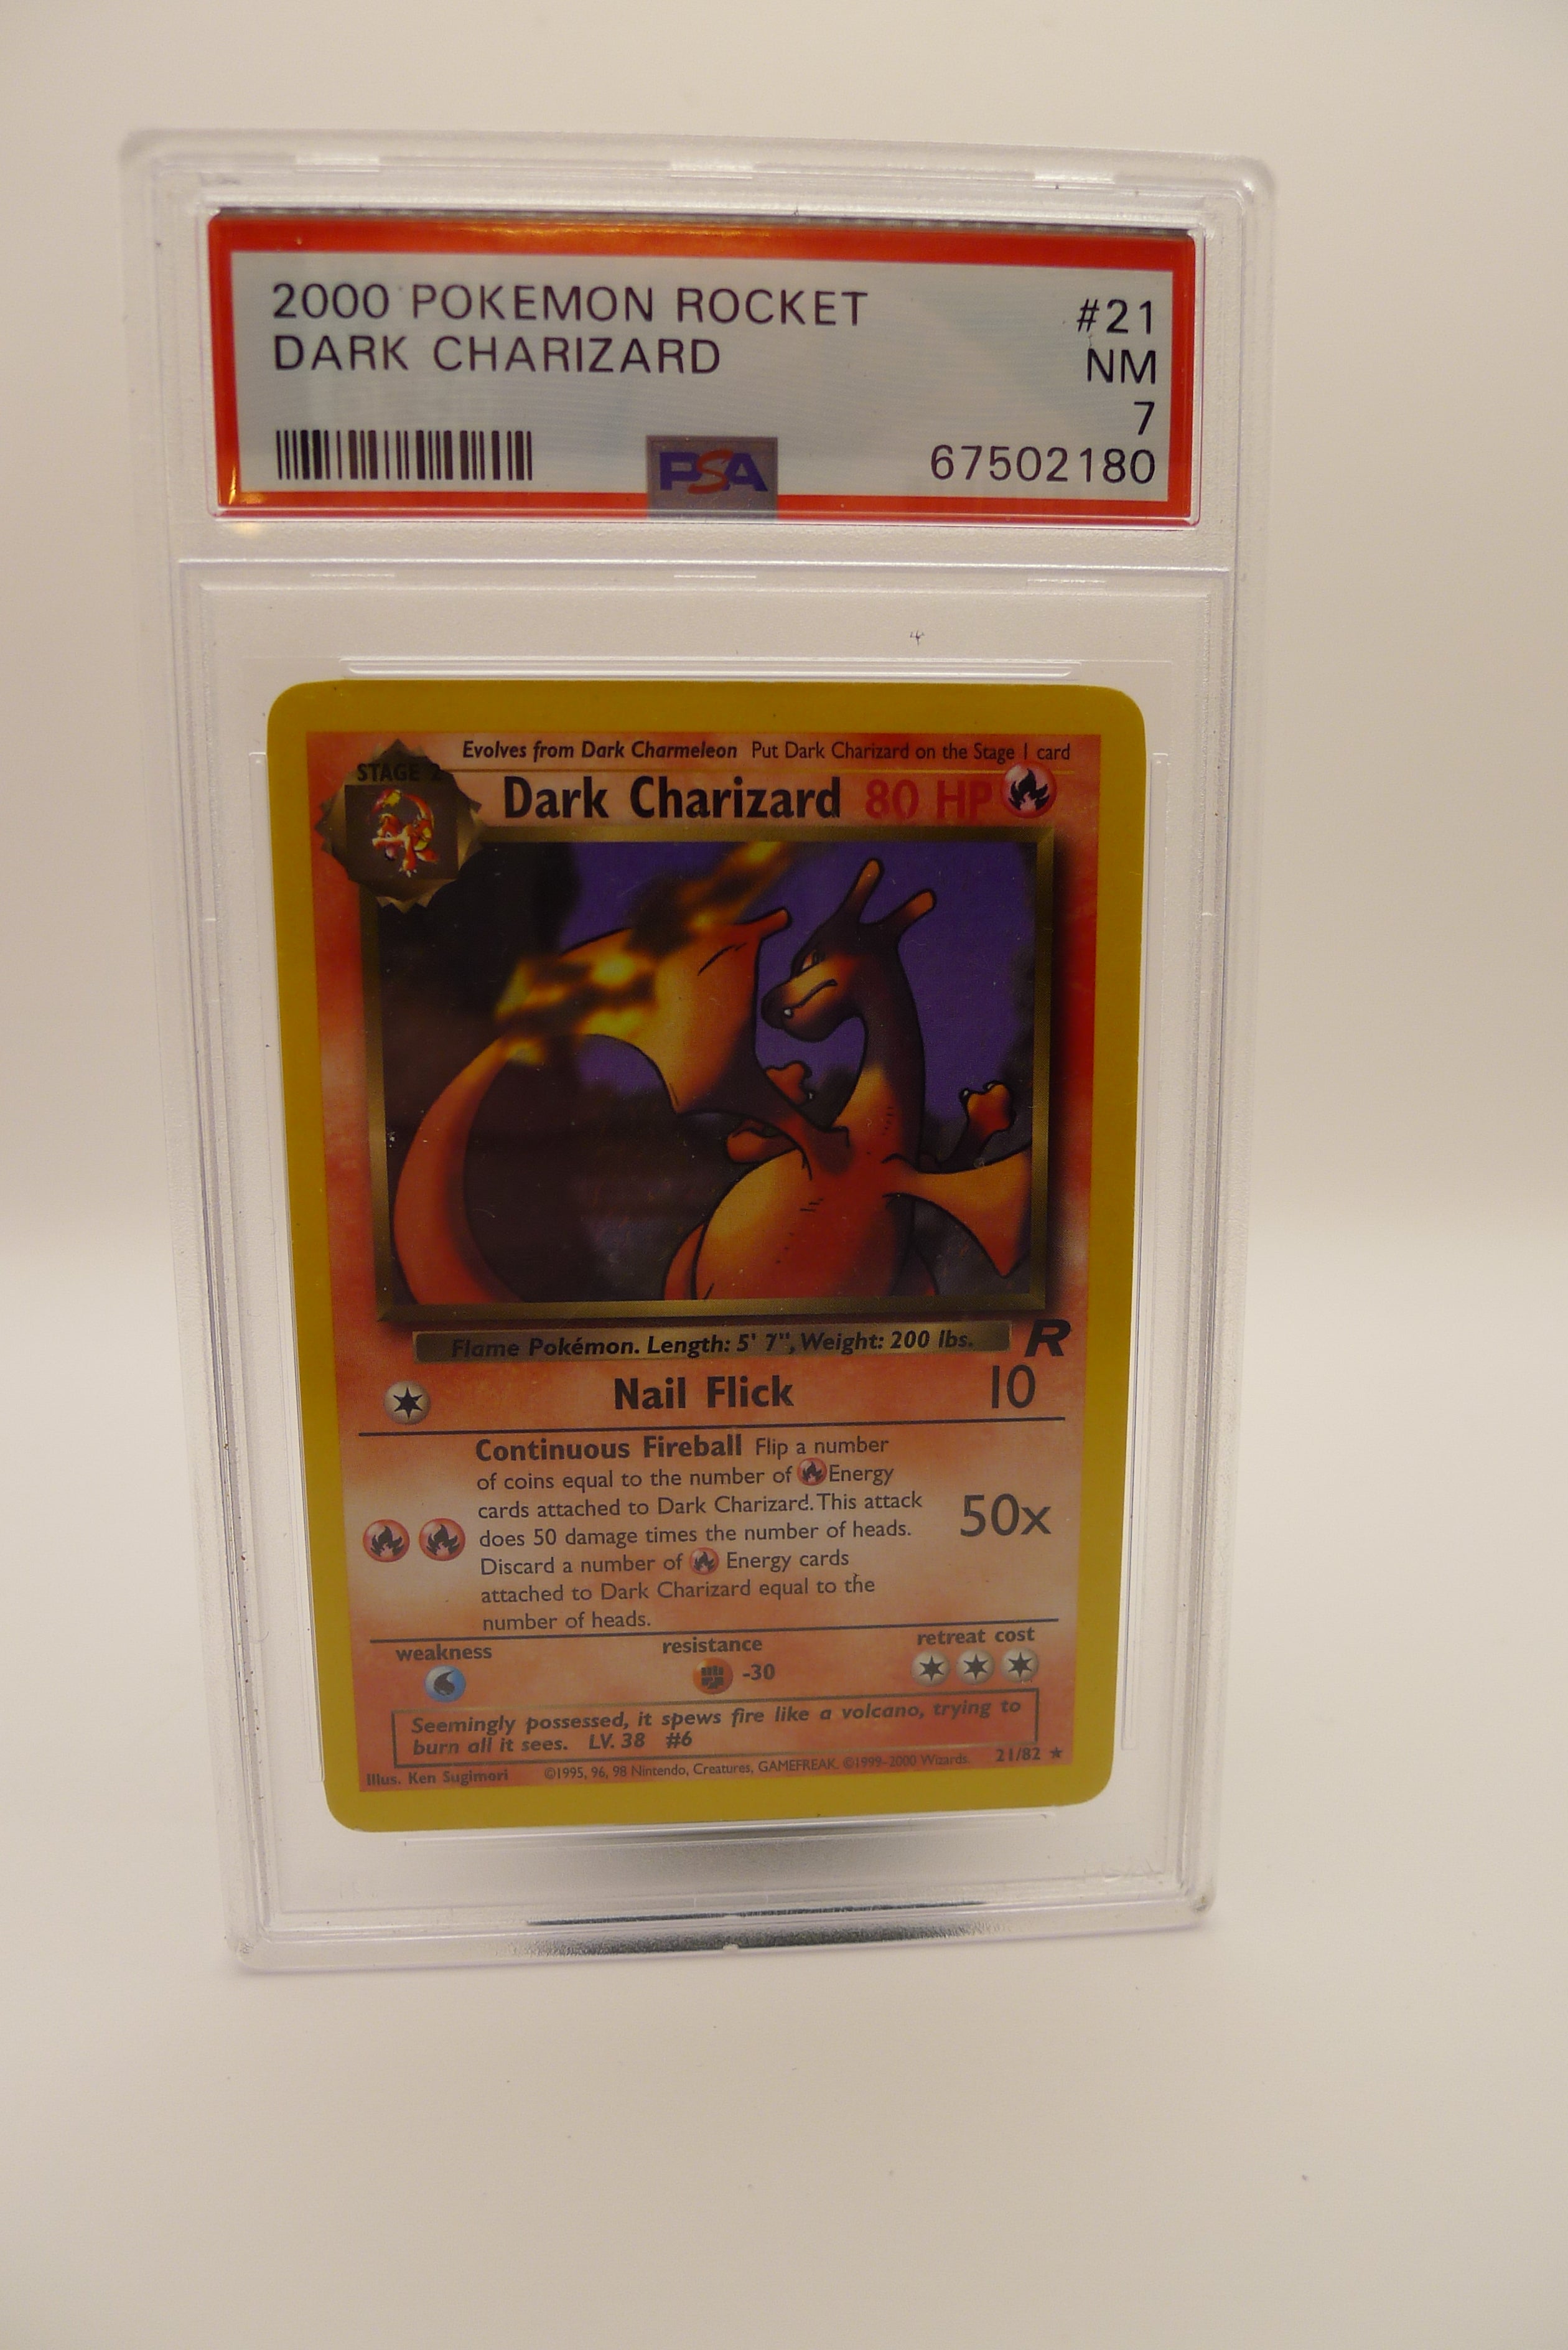 2000 POKEMON ROCKET #21
DARK CHARIZARD NM
7
PSA 67502180
Evolves from Dark Charmeleon Put Dark Charizard on the Stage 1 card
STAGE 2
Dark Charizard 80 HP
Flame Pokémon. Length: 5' 7", Weight: 200 lbs. R
Nail Flick 10
Continuous Fireball Flip a number
of coins equal to the number of Energy
cards attached to Dark Charizard. This attack
does 50 damage times the number of heads. 50x
Discard a number of Energy cards
attached to Dark Charizard equal to the
number of heads.
weakness resistance retreat cost
-30
Seemingly possessed, it spews fire like a volcano, trying to
burn all it sees. LV. 38 #6
Illus. Ken Sugimori ©1995, 96, 98 Nintendo, Creatures, GAMEFREAK. ©1999-2000 Wizards. 21/82 ★